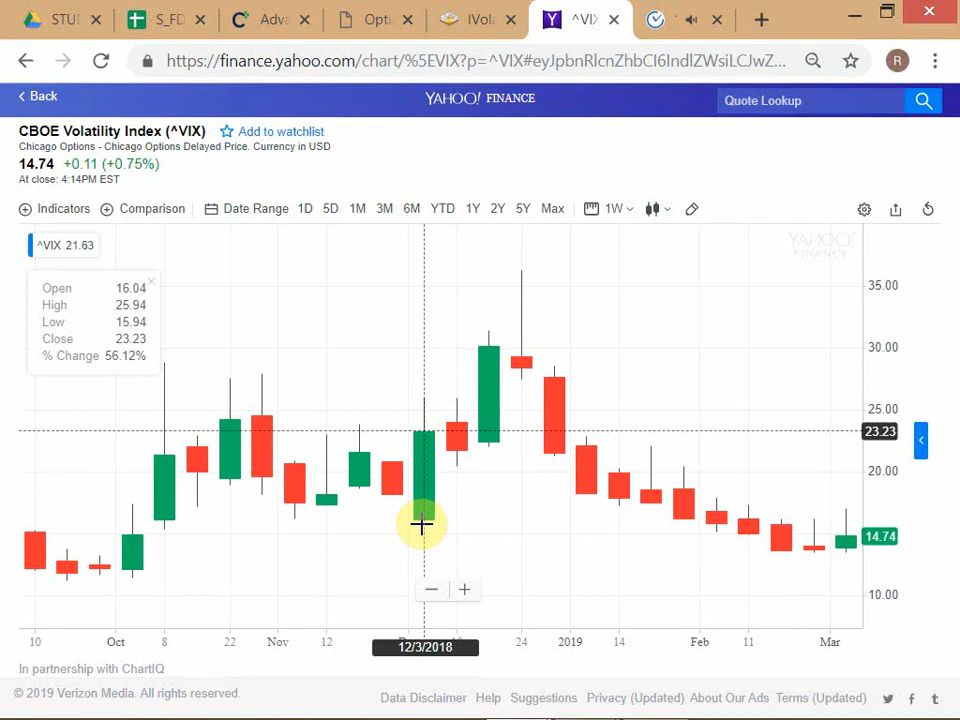 STU
S_FD
Adva
Opti
IVola
^VIX
https://finance.yahoo.com/chart/%5EVIX?p=^VIX#eyJpbnRlcnZhbCI6IndlZWsiLCJwZ...
R
Back
YAHOO! FINANCE
Quote Lookup
CBOE Volatility Index (^VIX) Add to watchlist
Chicago Options - Chicago Options Delayed Price. Currency in USD
14.74 +0.11 (+0.75%)
At close: 4:14PM EST
Indicators Comparison Date Range 1D 5D 1M 3M 6M YTD 1Y 2Y 5Y Max 1W
^VIX 21.63
YAHOO!
FINANCE
Open 16.04
High 25.94
Low 15.94
Close 23.23
% Change 56.12%
35.00
30.00
25.00
23.23
20.00
14.74
10.00
10 Oct 8 22 Nov 12 12/3/2018 24 2019 14 Feb 11 Mar
In partnership with ChartIQ
© 2019 Verizon Media. All rights reserved.
Data Disclaimer Help Suggestions Privacy (Updated) About Our Ads Terms (Updated)